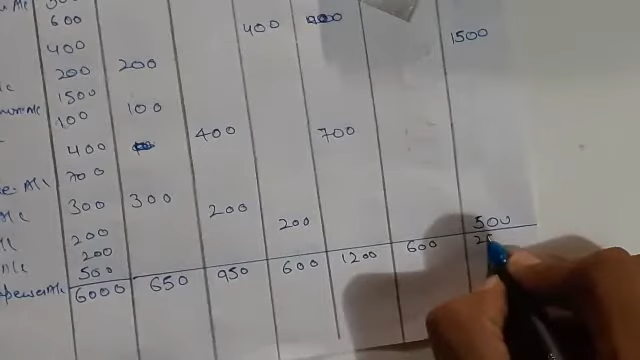 A/c
600
400 400
200 200 1500
1500
100 100
400 400 700
700
A/c 300 300 200
A/c 200 200
A/c 200
500 500
6000 650 950 600 1200 600 20